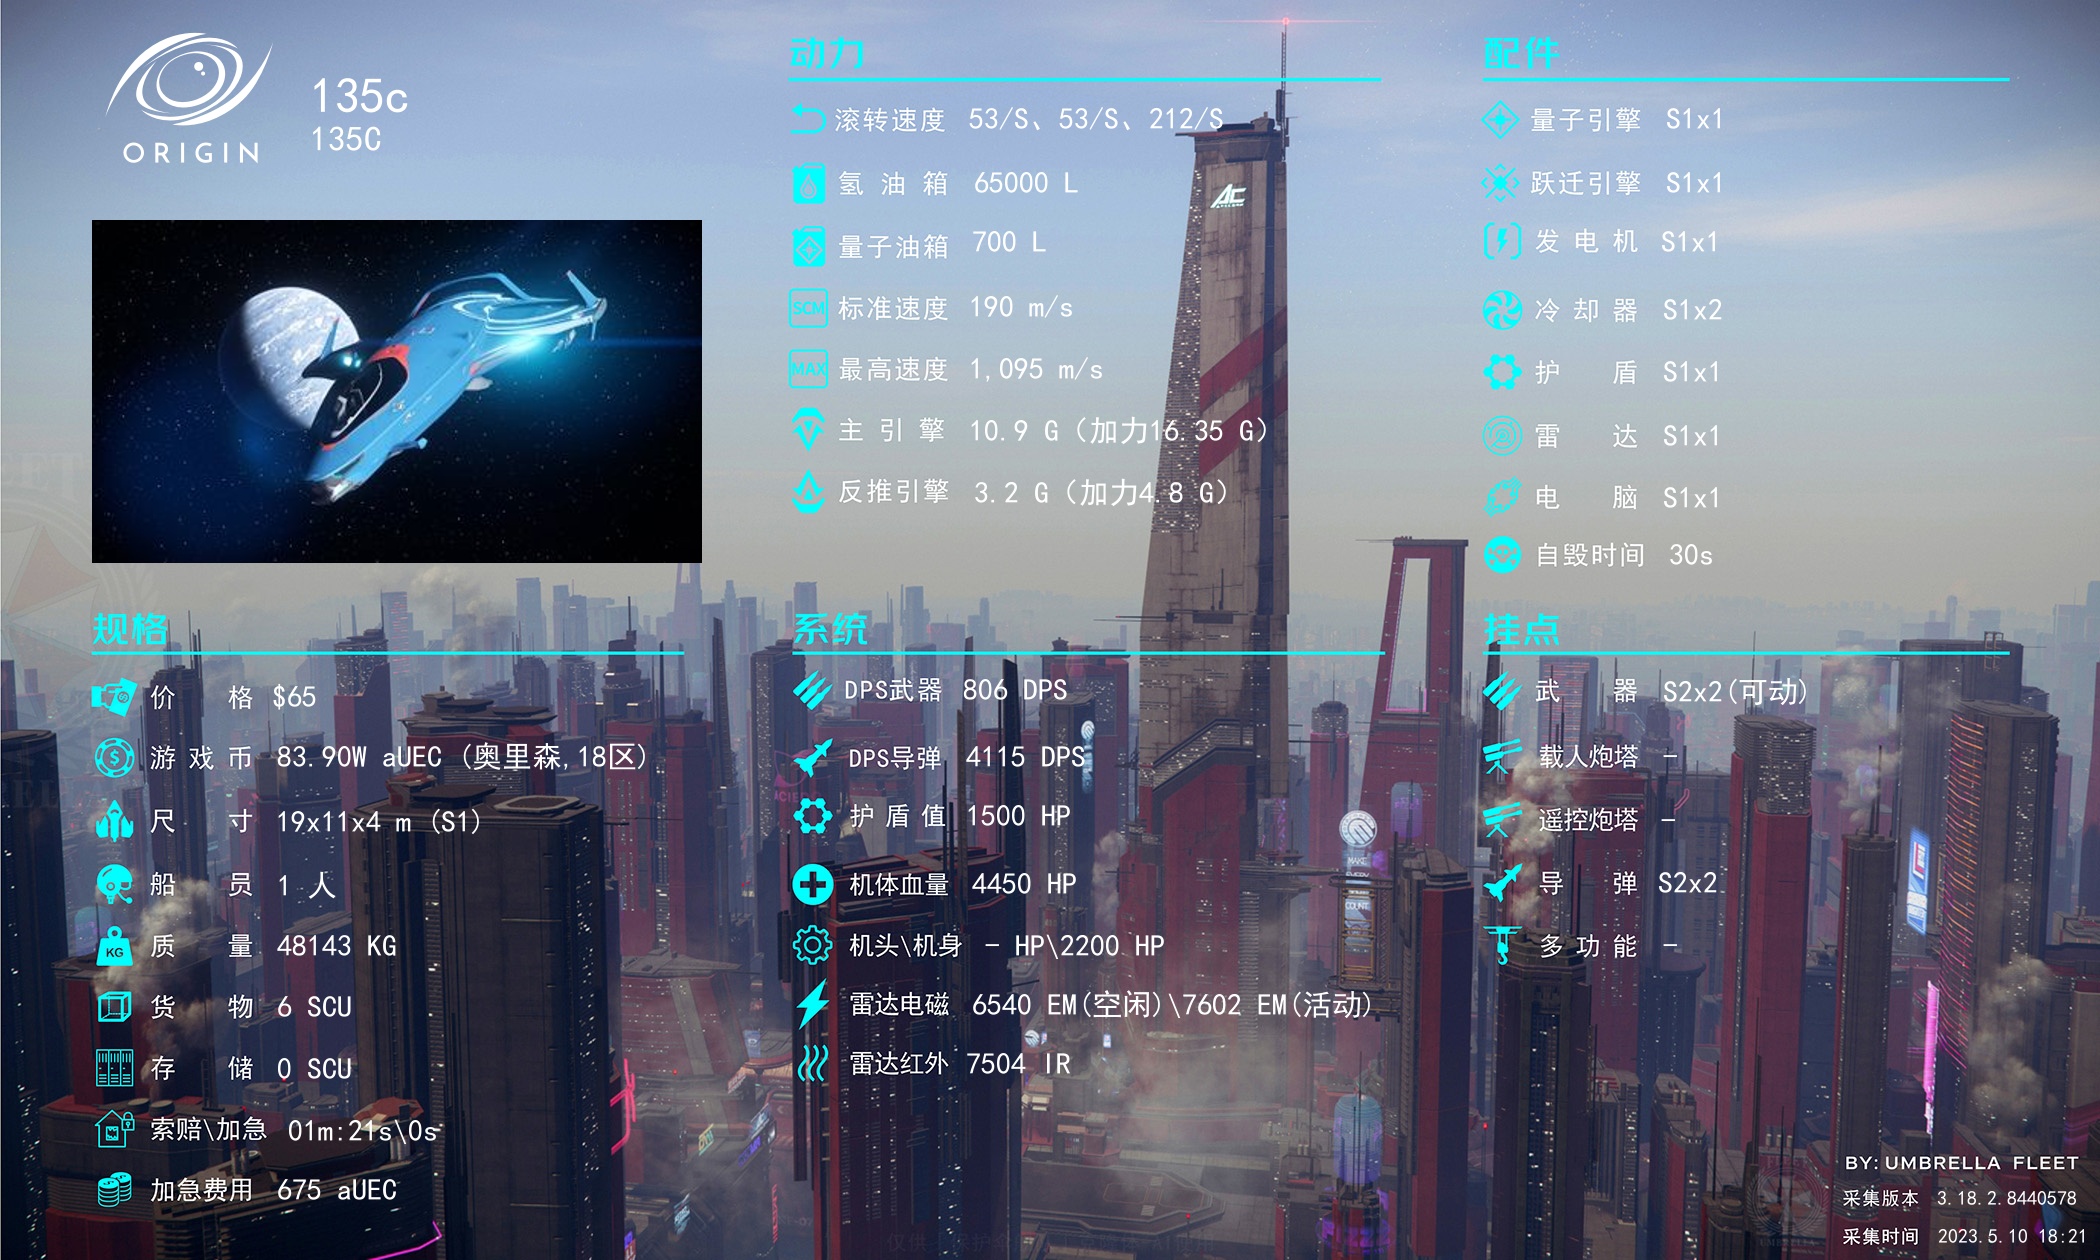 ORIGIN
135c
135C
动力
滚转速度 53/S、53/S、212/S
氢油箱 65000 L
量子油箱 700 L
SCM 标准速度 190 m/s
MAX 最高速度 1,095 m/s
主引擎 10.9 G（加力16.35 G）
反推引擎 3.2 G（加力4.8 G）
配件
量子引擎 S1x1
跃迁引擎 S1x1
发电机 S1x1
冷却器 S1x2
护盾 S1x1
雷达 S1x1
电脑 S1x1
自毁时间 30s
规格
价格 $65
游戏币 83.90W aUEC (奥里森,18区)
尺寸 19x11x4 m (S1)
船员 1 人
KG 质量 48143 KG
货物 6 SCU
存储 0 SCU
索赔\加急 01m:21s\0s
加急费用 675 aUEC
系统
DPS武器 806 DPS
DPS导弹 4115 DPS
护盾值 1500 HP
机体血量 4450 HP
机头\机身 - HP\2200 HP
雷达电磁 6540 EM(空闲)\7602 EM(活动)
雷达红外 7504 IR
挂点
武器 S2x2(可动)
载人炮塔 -
遥控炮塔 -
导弹 S2x2
多功能 -
AC
MAKE
EVERY
COUNT
BY: UMBRELLA FLEET
采集版本 3.18.2.8440578
采集时间 2023.5.10 18:21